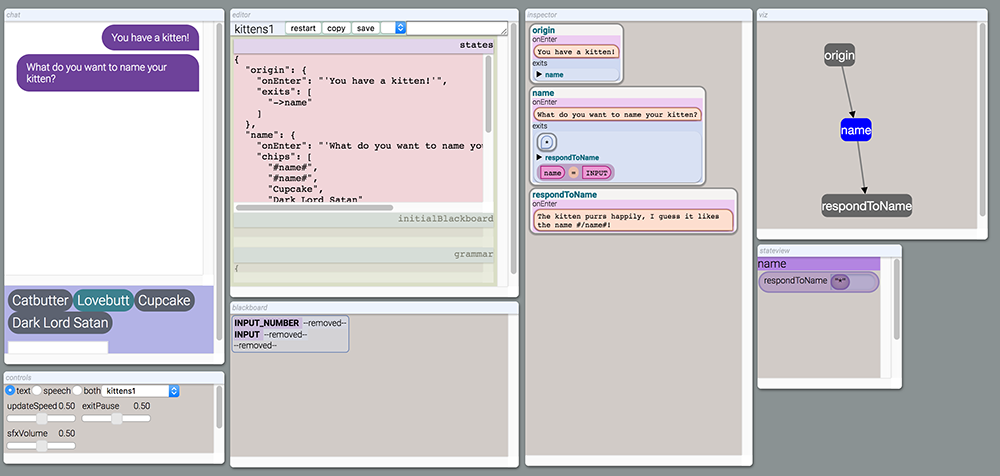 chat
You have a kitten!
What do you want to name your
kitten?
Catbutter
Lovebutt
Cupcake
Dark Lord Satan
controls
text
speech
both
kittens1
updateSpeed 0.50
exitPause 0.50
sfxVolume 0.50
editor
kittens1
restart
copy
save
states
{
"origin": {
"onEnter": "'You have a kitten!'",
"exits": [
"->name"
]
},
"name": {
"onEnter": "'What do you want to name yo
"chips": [
"#name#",
"#name#",
"Cupcake",
"Dark Lord Satan"
initialBlackboard
grammar
{
blackboard
INPUT_NUMBER --removed--
INPUT --removed--
--removed--
inspector
origin
onEnter
You have a kitten!
exits
▶ name
name
onEnter
What do you want to name your kitten?
exits
*
▶ respondToName
name = INPUT
respondToName
onEnter
The kitten purrs happily, I guess it likes
the name #/name#!
viz
origin
name
respondToName
stateview
name
respondToName